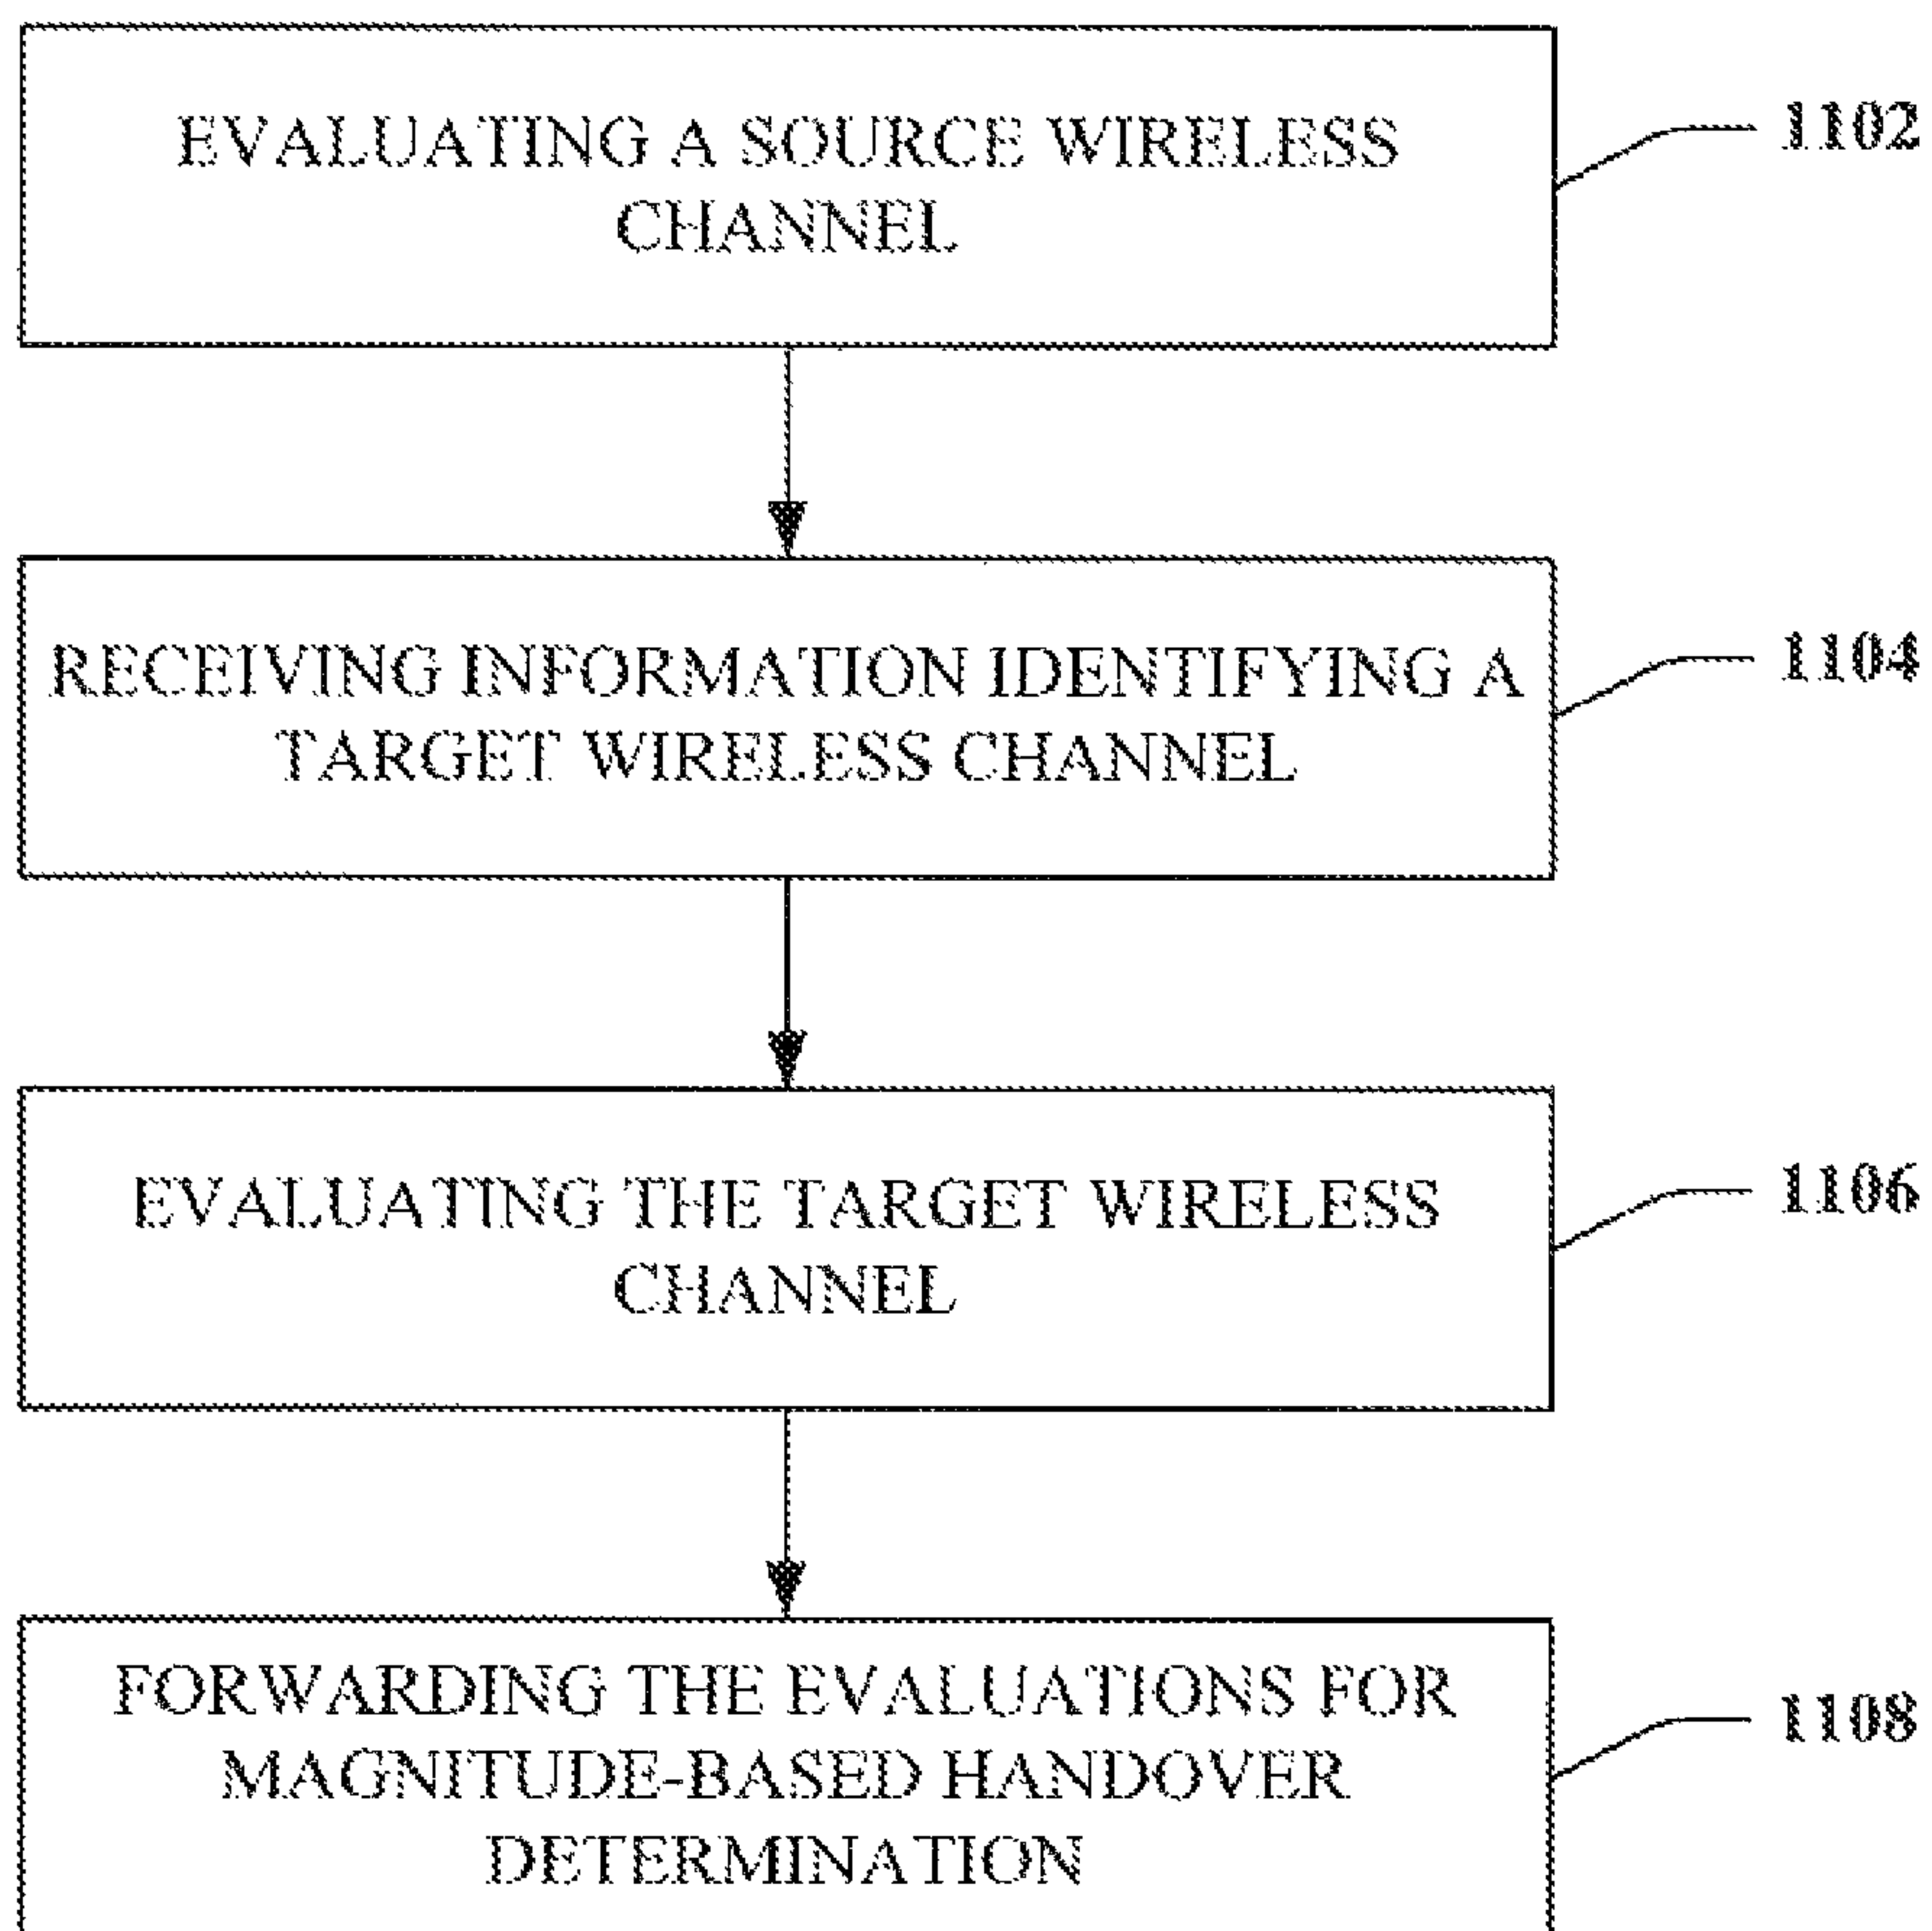 EVALUATING A SOURCE WIRELESS
CHANNEL
1102
RECEIVING INFORMATION IDENTIFYING A
TARGET WIRELESS CHANNEL
1104
EVALUATING THE TARGET WIRELESS
CHANNEL
1106
FORWARDING THE EVALUATIONS FOR
MAGNITUDE-BASED HANDOVER
DETERMINATION
1108